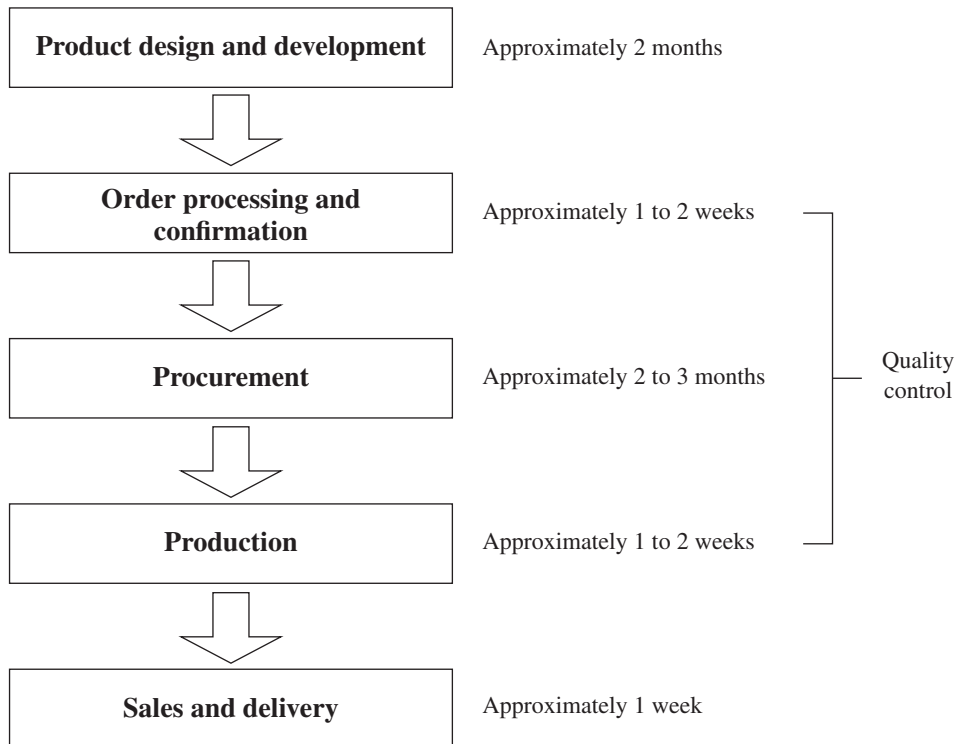 Product design and development
Approximately 2 months
Order processing and
confirmation
Approximately 1 to 2 weeks
Procurement
Approximately 2 to 3 months
Quality
control
Production
Approximately 1 to 2 weeks
Sales and delivery
Approximately 1 week